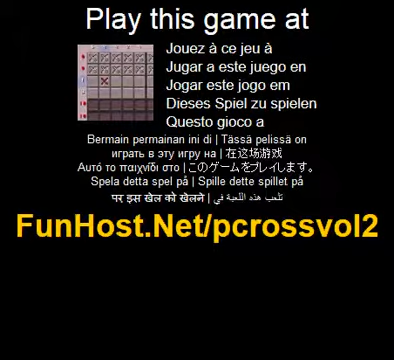 Play this game at
Jouez à ce jeu à
Jugar a este juego en
Jogar este jogo em
Dieses Spiel zu spielen
Questo gioco a
Bermain permainan ini di | Tässä pelissä on
играть в эту игру на | 在这场游戏
Αυτό το παιχνίδι στο | このゲームをプレイします。
Spela detta spel på | Spille dette spillet på
पर इस खेल को खेलने | تلعب هذه اللعبة في
FunHost.Net/pcrossvol2